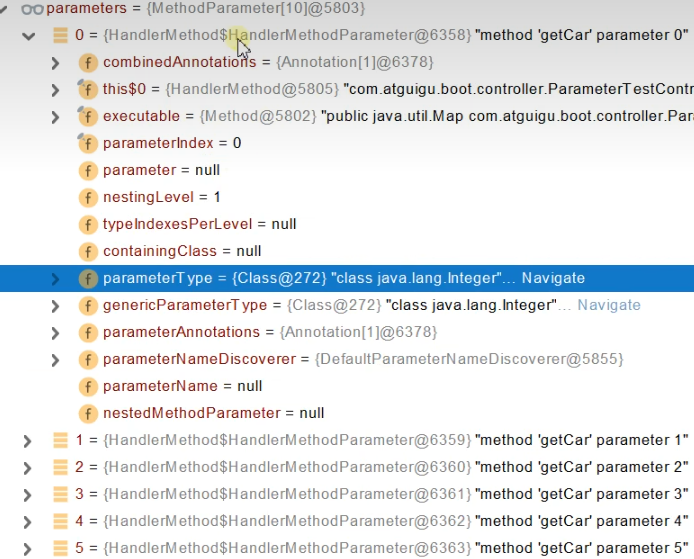 parameters = {MethodParameter[10]@5803}
0 = {HandlerMethod$HandlerMethodParameter@6358} "method 'getCar' parameter 0"
f combinedAnnotations = {Annotation[1]@6378}
f this$0 = {HandlerMethod@5805} "com.atguigu.boot.controller.ParameterTestContr
f executable = {Method@5802} "public java.util.Map com.atguigu.boot.controller.Par
f parameterIndex = 0
f parameter = null
f nestingLevel = 1
f typeIndexesPerLevel = null
f containingClass = null
f parameterType = {Class@272} "class java.lang.Integer"... Navigate
f genericParameterType = {Class@272} "class java.lang.Integer"... Navigate
f parameterAnnotations = {Annotation[1]@6378}
f parameterNameDiscoverer = {DefaultParameterNameDiscoverer@5855}
f parameterName = null
f nestedMethodParameter = null
1 = {HandlerMethod$HandlerMethodParameter@6359} "method 'getCar' parameter 1"
2 = {HandlerMethod$HandlerMethodParameter@6360} "method 'getCar' parameter 2"
3 = {HandlerMethod$HandlerMethodParameter@6361} "method 'getCar' parameter 3"
4 = {HandlerMethod$HandlerMethodParameter@6362} "method 'getCar' parameter 4"
5 = {HandlerMethod$HandlerMethodParameter@6363} "method 'getCar' parameter 5"